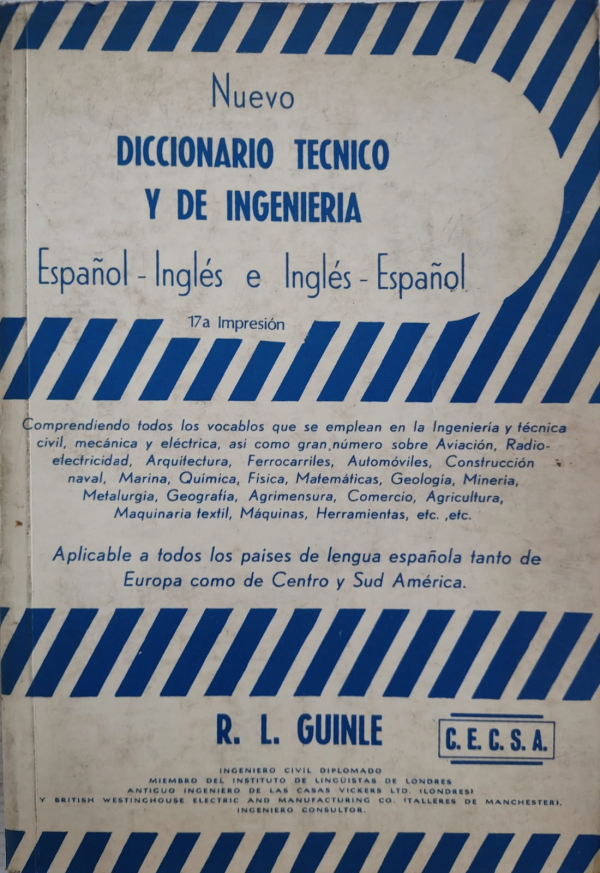 Nuevo
DICCIONARIO TECNICO
Y DE INGENIERIA
Español - Inglés e Inglés - Español
17a Impresión
Comprendiendo todos los vocablos que se emplean en la Ingeniería y técnica
civil, mecánica y eléctrica, así como gran número sobre Aviación, Radio-
electricidad, Arquitectura, Ferrocarriles, Automóviles, Construcción
naval, Marina, Química, Física, Matemáticas, Geología, Minería,
Metalurgia, Geografía, Agrimensura, Comercio, Agricultura,
Maquinaria textil, Máquinas, Herramientas, etc. ,etc.
Aplicable a todos los paises de lengua española tanto de
Europa como de Centro y Sud América.
R. L. GUINLE
C. E. C. S. A.
INGENIERO CIVIL DIPLOMADO
MIEMBRO DEL INSTITUTO DE LINGÜISTAS DE LONDRES
ANTIGUO INGENIERO DE LAS CASAS VICKERS LTD. (LONDRES)
Y BRITISH WESTINGHOUSE ELECTRIC AND MANUFACTURING CO. (TALLERES DE MANCHESTER).
INGENIERO CONSULTOR.